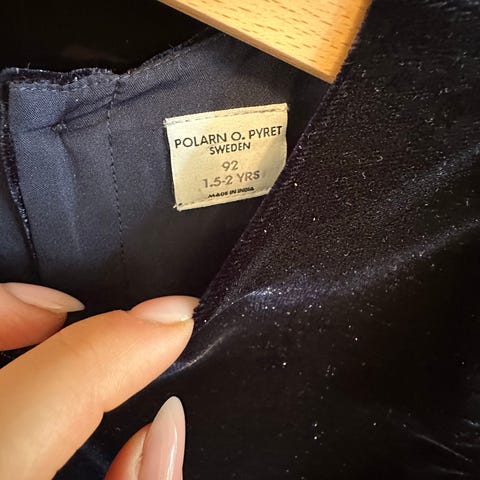 POLARN O. PYRET
SWEDEN
92
1.5-2 YRS
MADE IN INDIA